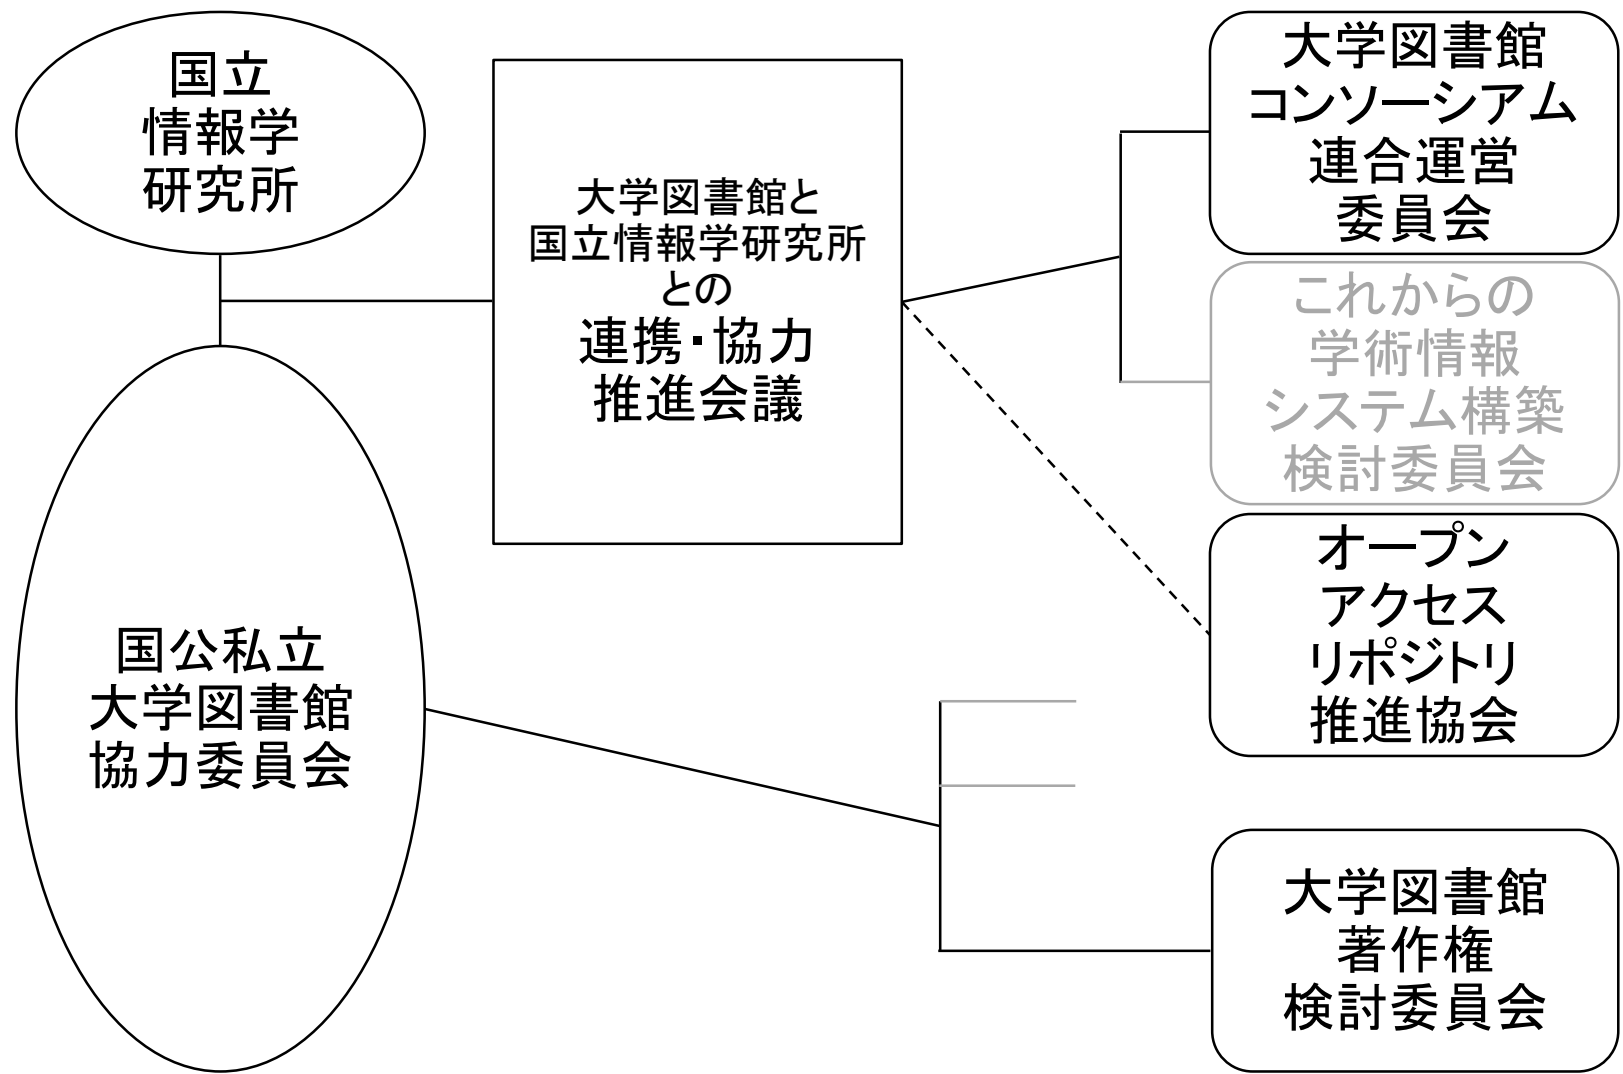 国立
情報学
研究所
国公私立
大学図書館
協力委員会
大学図書館と
国立情報学研究所
との
連携・協力
推進会議
大学図書館
コンソーシアム
連合運営
委員会
これからの
学術情報
システム構築
検討委員会
オープン
アクセス
リポジトリ
推進協会
大学図書館
著作権
検討委員会